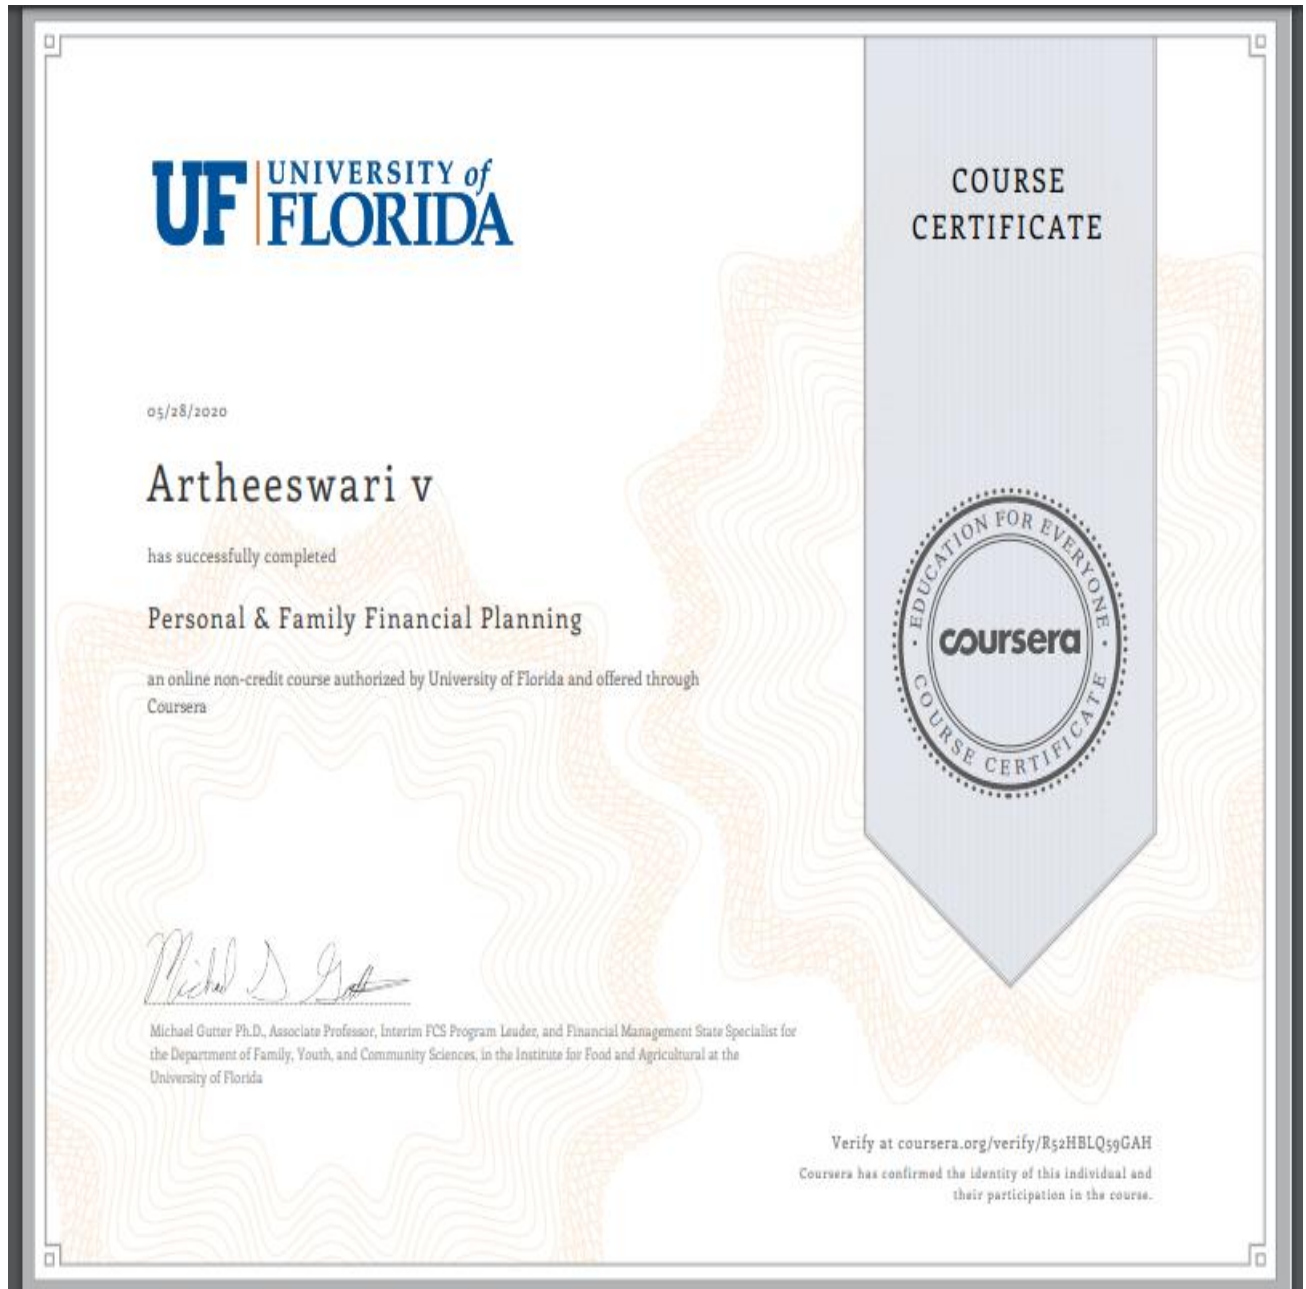 UF UNIVERSITY of
FLORIDA
COURSE
CERTIFICATE
05/28/2020
Artheeswari v
has successfully completed
Personal & Family Financial Planning
an online non-credit course authorized by University of Florida and offered through
Coursera
EDUCATION FOR EVERYONE
coursera
COURSE CERTIFICATE
Michael Gutter Ph.D., Associate Professor, Interim FCS Program Leader, and Financial Management State Specialist for
the Department of Family, Youth, and Community Sciences, in the Institute for Food and Agricultural at the
University of Florida
Verify at coursera.org/verify/R52HBLQ59GAH
Coursera has confirmed the identity of this individual and
their participation in the course.